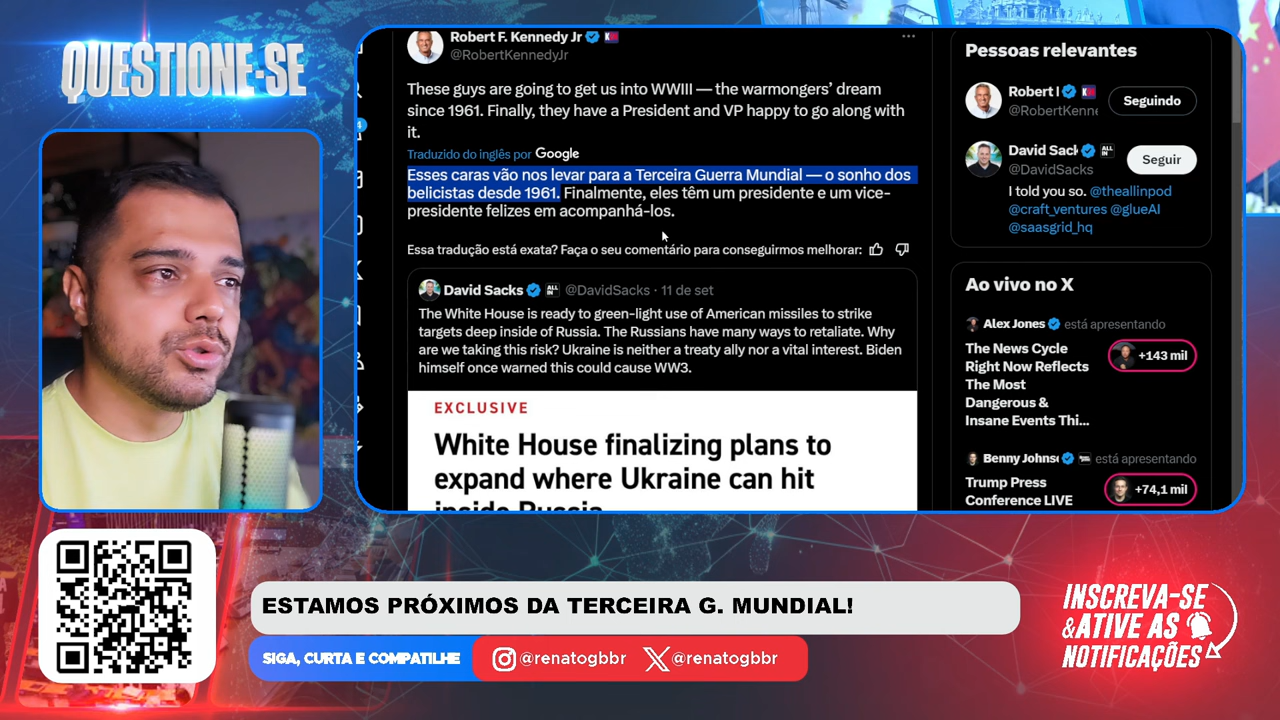 QUESTIONE-SE
Robert F. Kennedy Jr
@RobertKennedyJr
These guys are going to get us into WWIII — the warmongers’ dream
since 1961. Finally, they have a President and VP happy to go along with
it.
Traduzido do inglês por Google
Esses caras vão nos levar para a Terceira Guerra Mundial — o sonho dos
belicistas desde 1961. Finalmente, eles têm um presidente e um vice-
presidente felizes em acompanhá-los.
Essa tradução está exata? Faça o seu comentário para conseguirmos melhorar:
David Sacks ALL IN @DavidSacks · 11 de set
The White House is ready to green-light use of American missiles to strike
targets deep inside of Russia. The Russians have many ways to retaliate. Why
are we taking this risk? Ukraine is neither a treaty ally nor a vital interest. Biden
himself once warned this could cause WW3.
EXCLUSIVE
White House finalizing plans to
expand where Ukraine can hit
inside Russia
Pessoas relevantes
Robert
@RobertKenne
Seguindo
David Sack ALL IN
@DavidSacks
Seguir
I told you so. @theallinpod
@craft_ventures @glueAI
@saasgrid_hq
Ao vivo no X
Alex Jones está apresentando
The News Cycle
Right Now Reflects
The Most
Dangerous &
Insane Events Thi...
+143 mil
Benny Johns está apresentando
Trump Press
Conference LIVE
+74,1 mil
ESTAMOS PRÓXIMOS DA TERCEIRA G. MUNDIAL!
SIGA, CURTA E COMPATILHE
@renatogbbr
@renatogbbr
INSCREVA-SE
&ATIVE AS
NOTIFICAÇÕES